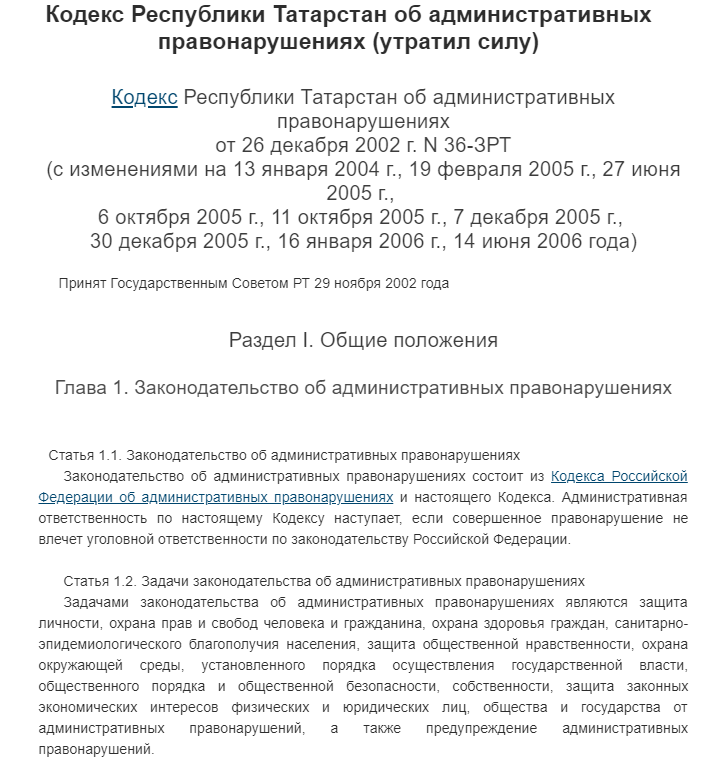 Кодекс Республики Татарстан об административных
правонарушениях (утратил силу)
Кодекс Республики Татарстан об административных
правонарушениях
от 26 декабря 2002 г. N 36-ЗРТ
(с изменениями на 13 января 2004 г., 19 февраля 2005 г., 27 июня
2005 г.,
6 октября 2005 г., 11 октября 2005 г., 7 декабря 2005 г.,
30 декабря 2005 г., 16 января 2006 г., 14 июня 2006 года)
Принят Государственным Советом РТ 29 ноября 2002 года
Раздел I. Общие положения
Глава 1. Законодательство об административных правонарушениях
Статья 1.1. Законодательство об административных правонарушениях
Законодательство об административных правонарушениях состоит из Кодекса Российской
Федерации об административных правонарушениях и настоящего Кодекса. Административная
ответственность по настоящему Кодексу наступает, если совершенное правонарушение не
влечет уголовной ответственности по законодательству Российской Федерации.
Статья 1.2. Задачи законодательства об административных правонарушениях
Задачами законодательства об административных правонарушениях являются защита
личности, охрана прав и свобод человека и гражданина, охрана здоровья граждан, санитарно-
эпидемиологического благополучия населения, защита общественной нравственности, охрана
окружающей среды, установленного порядка осуществления государственной власти,
общественного порядка и общественной безопасности, собственности, защита законных
экономических интересов физических и юридических лиц, общества и государства от
административных правонарушений, а также предупреждение административных
правонарушений.